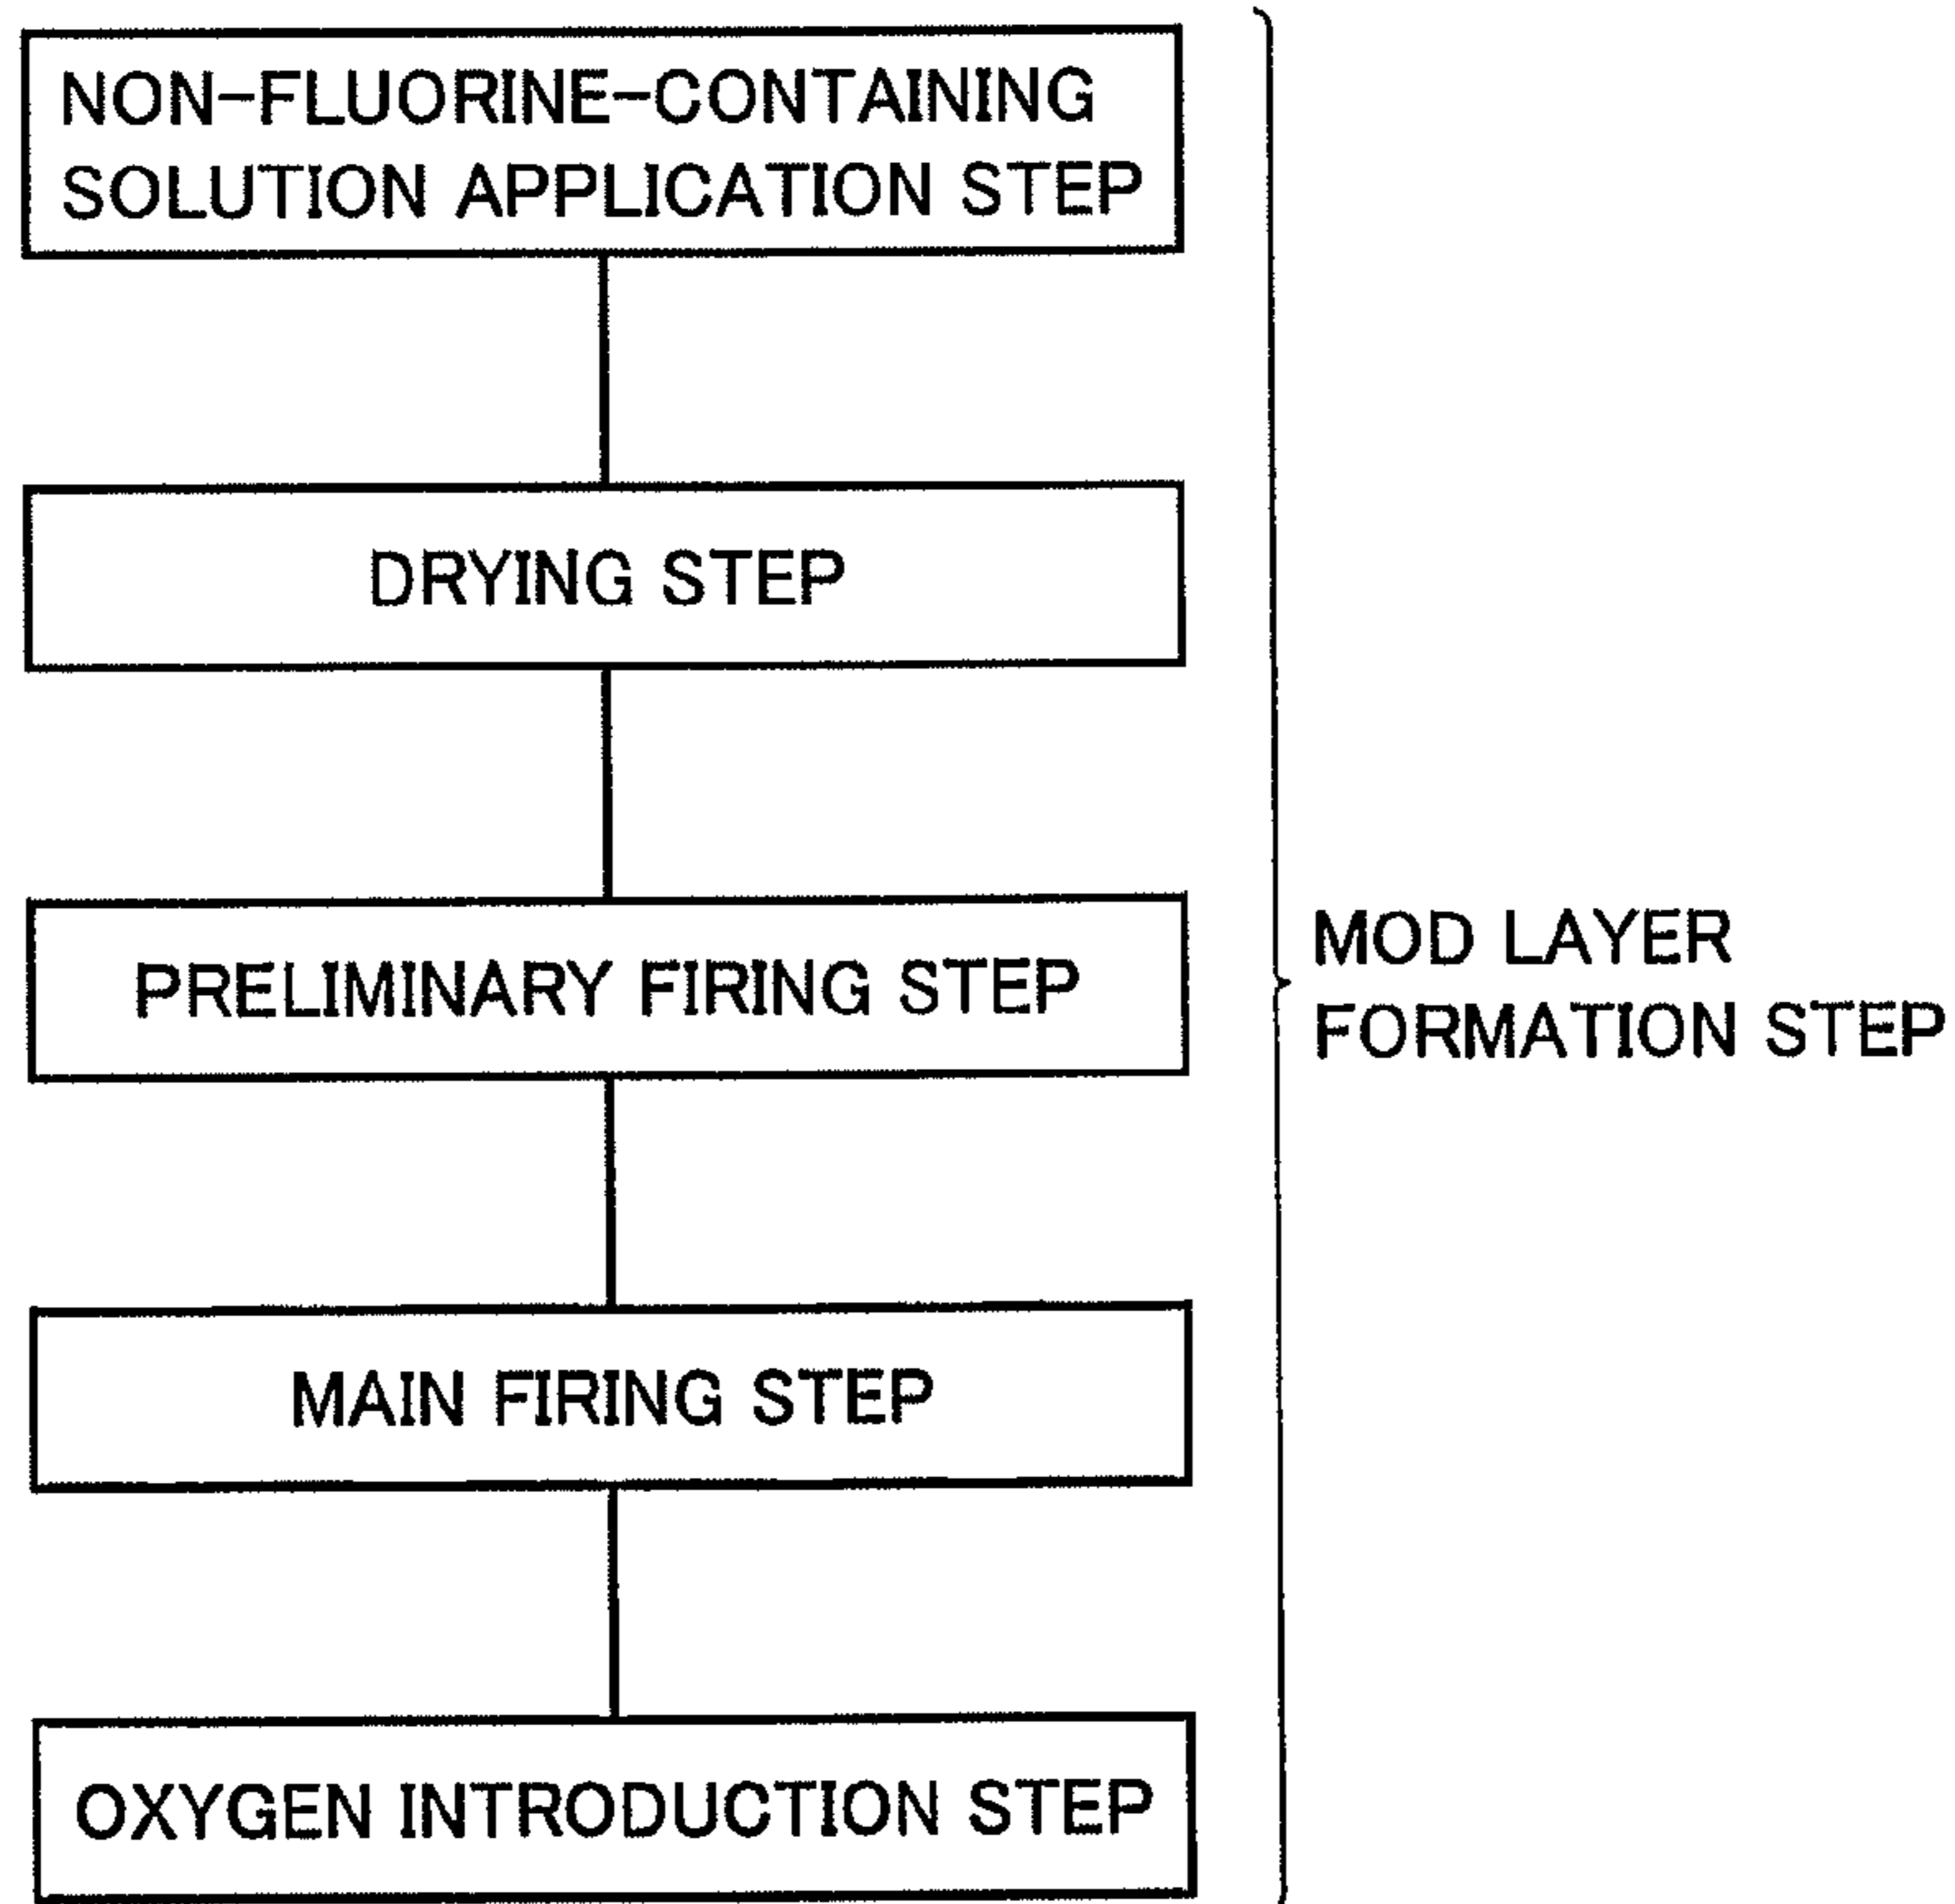 NON-FLUORINE-CONTAINING
SOLUTION APPLICATION STEP
DRYING STEP
PRELIMINARY FIRING STEP
MOD LAYER
FORMATION STEP
MAIN FIRING STEP
OXYGEN INTRODUCTION STEP